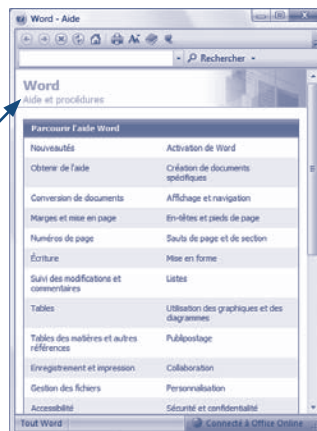 Word - Aide
Rechercher
Word
Aide et procédures
Parcourir l'aide Word
Nouveautés
Activation de Word
Obtenir de l'aide
Création de documents
spécifiques
Conversion de documents
Affichage et navigation
Marges et mise en page
En-têtes et pieds de page
Numéros de page
Sauts de page et de section
Écriture
Mise en forme
Suivi des modifications et
commentaires
Listes
Tables
Utilisation des graphiques et des
diagrammes
Tables des matières et autres
références
Publipostage
Enregistrement et impression
Collaboration
Gestion des fichiers
Personnalisation
Accessibilité
Sécurité et confidentialité
Tout Word
Connecté à Office Online